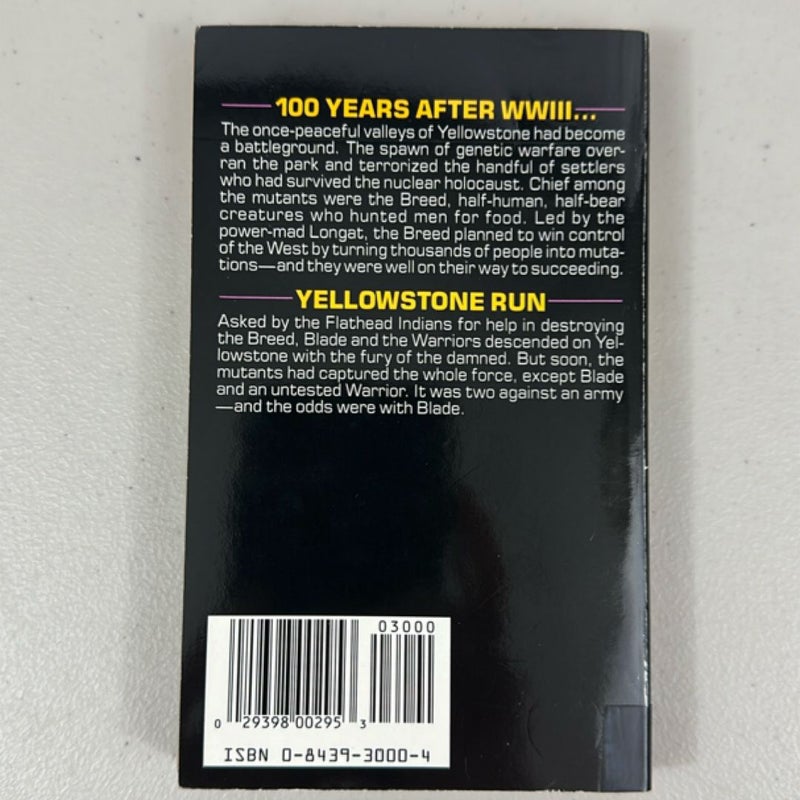 100 YEARS AFTER WWIII...
The once-peaceful valleys of Yellowstone had become
a battleground. The spawn of genetic warfare over-
ran the park and terrorized the handful of settlers
who had survived the nuclear holocaust. Chief among
the mutants were the Breed, half-human, half-bear
creatures who hunted men for food. Led by the
power-mad Longat, the Breed planned to win control
of the West by turning thousands of people into muta-
tions—and they were well on their way to succeeding.
YELLOWSTONE RUN
Asked by the Flathead Indians for help in destroying
the Breed, Blade and the Warriors descended on Yel-
lowstone with the fury of the damned. But soon, the
mutants had captured the whole force, except Blade
and an untested Warrior. It was two against an army
—and the odds were with Blade.
03000
0 29398 00295 3
ISBN 0-8439-3000-4